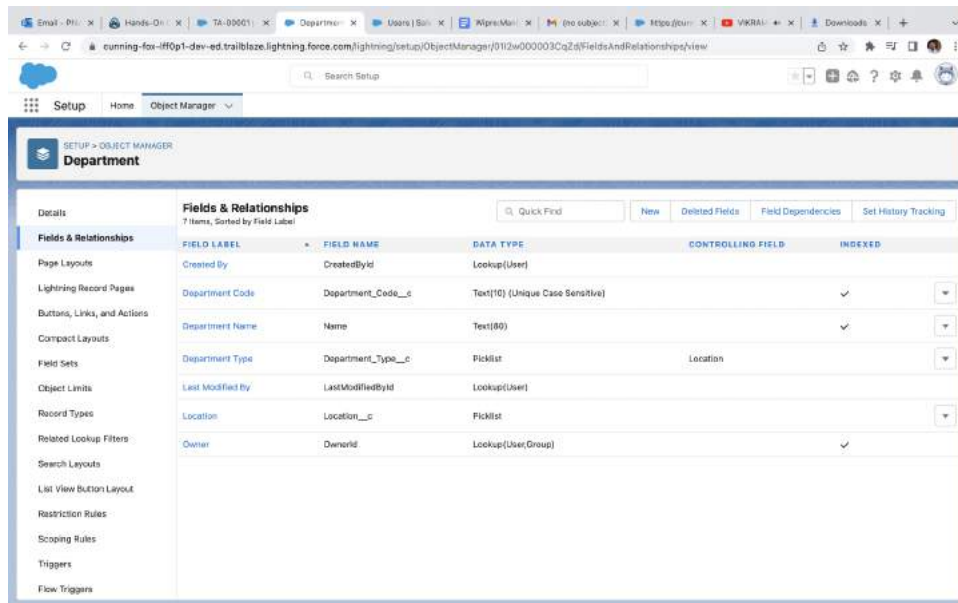 Email - Phi
Hands-On
TA-00001
Departmen
Users | Sal
(no subject
VIKRA
Downloads
cunning-fox-lff0p1-dev-ed.trailblaze.lightning.force.com/lightning/setup/ObjectManager/01I2w000003CqZd/FieldsAndRelationships/view
Search Setup
Setup Home Object Manager
SETUP > OBJECT MANAGER
Department
Details
Fields & Relationships
Page Layouts
Lightning Record Pages
Buttons, Links, and Actions
Compact Layouts
Field Sets
Object Limits
Record Types
Related Lookup Filters
Search Layouts
List View Button Layout
Restriction Rules
Scoping Rules
Triggers
Flow Triggers
Fields & Relationships
7 Items, Sorted by Field Label
Quick Find New Deleted Fields Field Dependencies Set History Tracking
FIELD LABEL FIELD NAME DATA TYPE CONTROLLING FIELD INDEXED
Created By CreatedById Lookup(User)
Department Code Department_Code__c Text(10) (Unique Case Sensitive)
Department Name Name Text(80)
Department Type Department_Type__c Picklist Location
Last Modified By LastModifiedById Lookup(User)
Location Location__c Picklist
Owner OwnerId Lookup(User,Group)